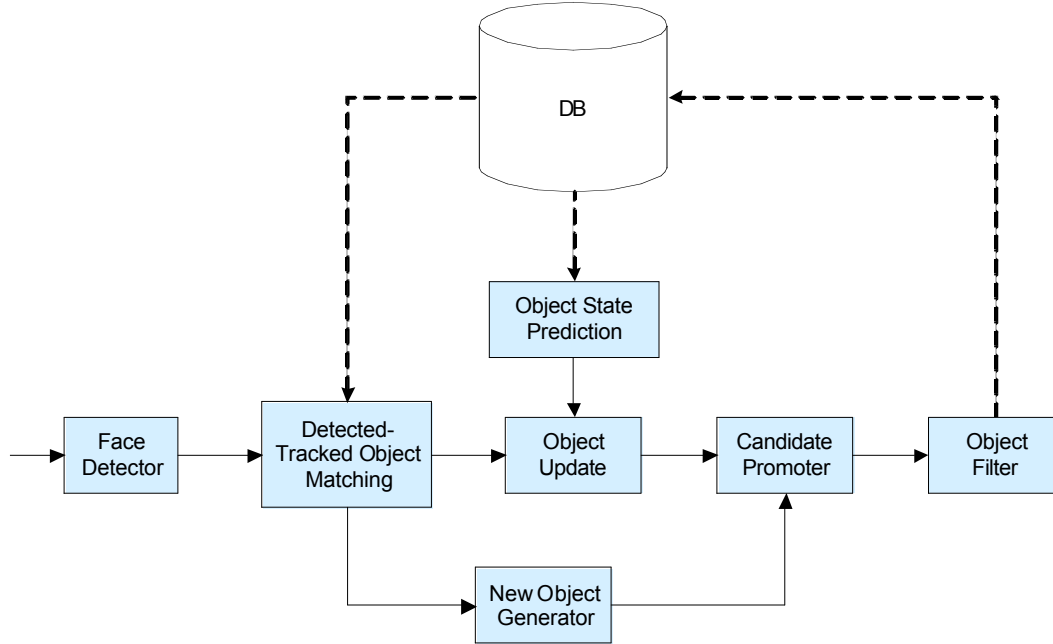 DB
Object State
Prediction
Face
Detector
Detected-
Tracked Object
Matching
Object
Update
Candidate
Promoter
Object
Filter
New Object
Generator